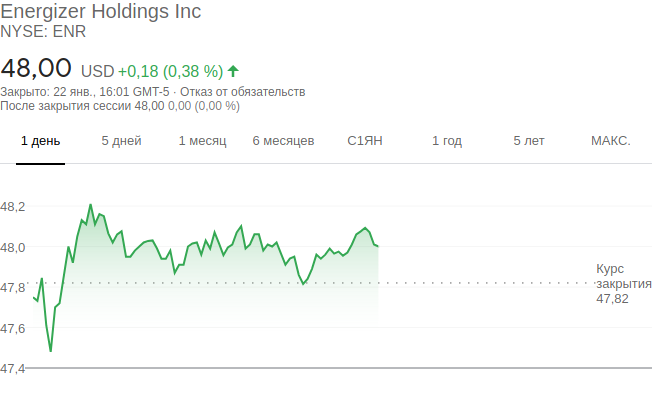 Energizer Holdings Inc
NYSE: ENR
48,00 USD +0,18 (0,38 %)
Закрыто: 22 янв., 16:01 GMT-5 · Отказ от обязательств
После закрытия сессии 48,00 0,00 (0,00 %)
1 день 5 дней 1 месяц 6 месяцев С1ЯН 1 год 5 лет МАКС.
48,2
48,0
47,8
47,6
47,4
Курс
закрытия
47,82